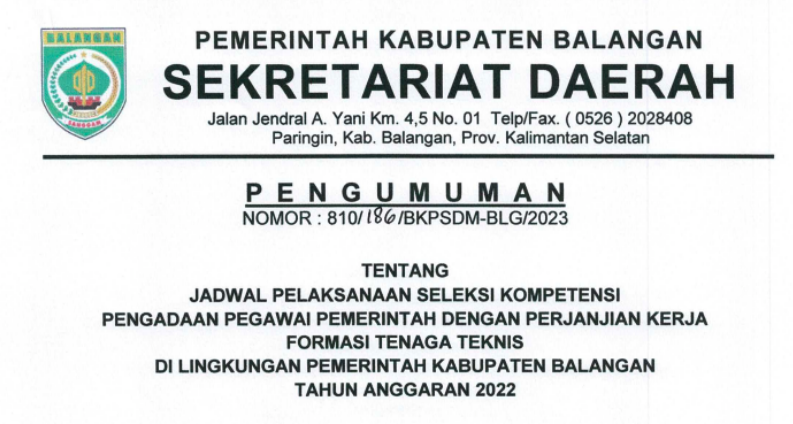 BALANGAN
SANGGAM
PEMERINTAH KABUPATEN BALANGAN
SEKRETARIAT DAERAH
Jalan Jendral A. Yani Km. 4,5 No. 01 Telp/Fax. ( 0526 ) 2028408
Paringin, Kab. Balangan, Prov. Kalimantan Selatan
PENGUMUMAN
NOMOR : 810/186/BKPSDM-BLG/2023
TENTANG
JADWAL PELAKSANAAN SELEKSI KOMPETENSI
PENGADAAN PEGAWAI PEMERINTAH DENGAN PERJANJIAN KERJA
FORMASI TENAGA TEKNIS
DI LINGKUNGAN PEMERINTAH KABUPATEN BALANGAN
TAHUN ANGGARAN 2022